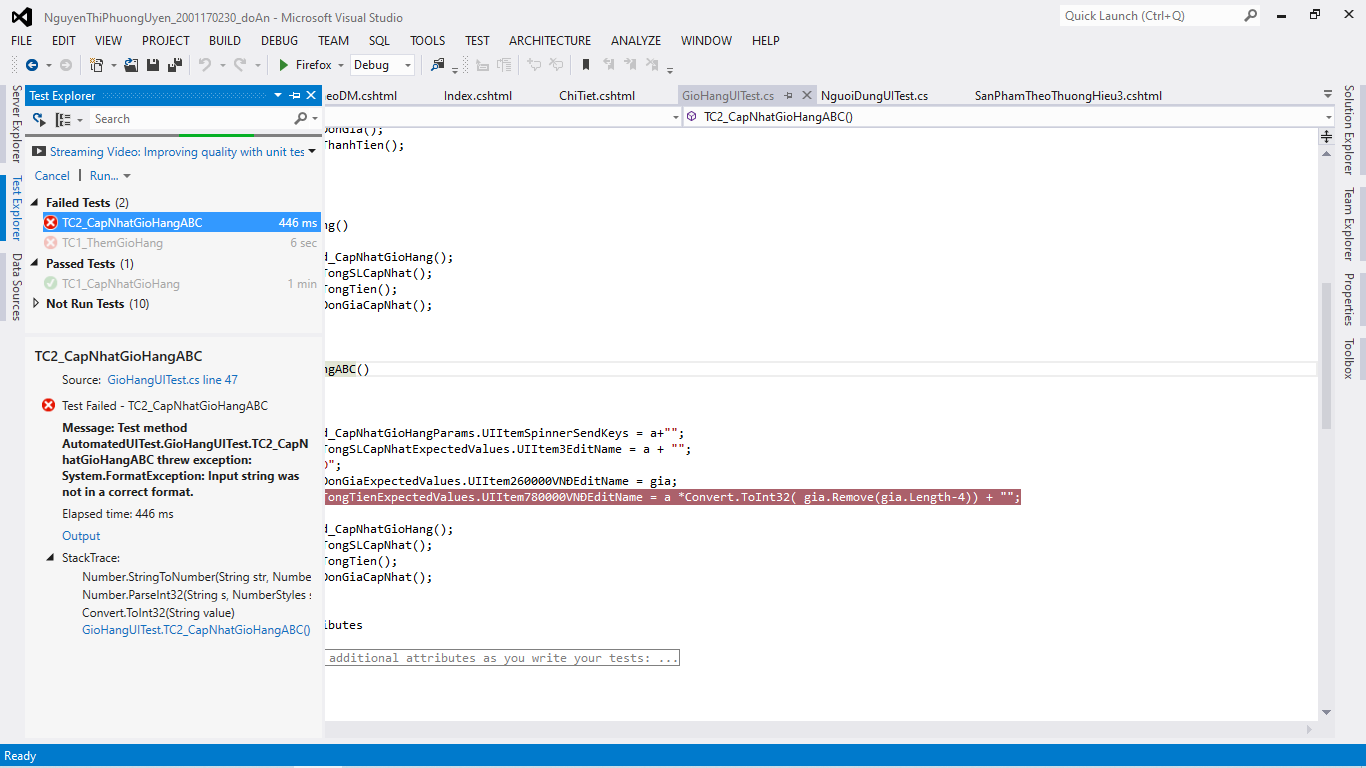 NguyenThiPhuongUyen_2001170230_doAn - Microsoft Visual Studio
Quick Launch (Ctrl+Q)
FILE EDIT VIEW PROJECT BUILD DEBUG TEAM SQL TOOLS TEST ARCHITECTURE ANALYZE WINDOW HELP
Firefox Debug
Server Explorer
Test Explorer
Data Sources
Test Explorer
Search
Streaming Video: Improving quality with unit tes
Cancel | Run...
Failed Tests (2)
TC2_CapNhatGioHangABC 446 ms
TC1_ThemGioHang 6 sec
Passed Tests (1)
TC1_CapNhatGioHang 1 min
Not Run Tests (10)
TC2_CapNhatGioHangABC
Source: GioHangUITest.cs line 47
Test Failed - TC2_CapNhatGioHangABC
Message: Test method
AutomatedUITest.GioHangUITest.TC2_CapN
hatGioHangABC threw exception:
System.FormatException: Input string was
not in a correct format.
Elapsed time: 446 ms
Output
StackTrace:
Number.StringToNumber(String str, Numbe
Number.ParseInt32(String s, NumberStyles s
Convert.ToInt32(String value)
GioHangUITest.TC2_CapNhatGioHangABC()
eoDM.cshtml Index.cshtml ChiTiet.cshtml GioHangUITest.cs NguoiDungUITest.cs SanPhamTheoThuongHieu3.cshtml
TC2_CapNhatGioHangABC()
DonGia();
ThanhTien();
ng()
d_CapNhatGioHang();
TongSLCapNhat();
TongTien();
DonGiaCapNhat();
ngABC()
d_CapNhatGioHangParams.UIItemSpinnerSendKeys = a+"";
TongSLCapNhatExpectedValues.UIItem3EditName = a + "";
";
DonGiaExpectedValues.UIItem260000VNĐEditName = gia;
TongTienExpectedValues.UIItem780000VNĐEditName = a *Convert.ToInt32( gia.Remove(gia.Length-4)) + "";
d_CapNhatGioHang();
TongSLCapNhat();
TongTien();
DonGiaCapNhat();
ibutes
additional attributes as you write your tests: ...
Solution Explorer
Team Explorer
Properties
Toolbox
Ready